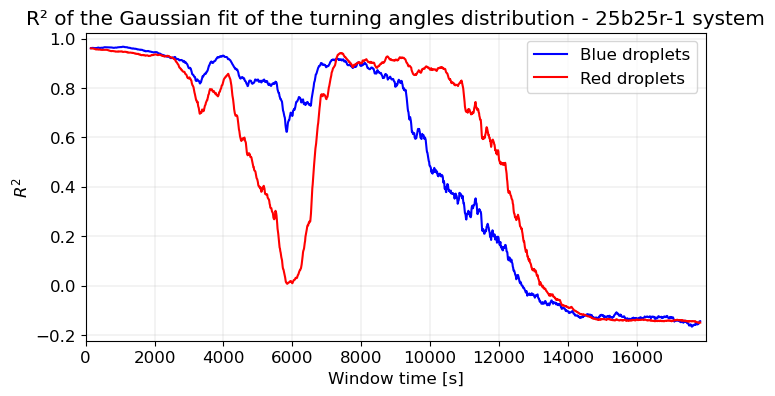 R² of the Gaussian fit of the turning angles distribution - 25b25r-1 system
Blue droplets
Red droplets
1.0
0.8
0.6
0.4
0.2
0.0
−0.2
R²
0 2000 4000 6000 8000 10000 12000 14000 16000
Window time [s]